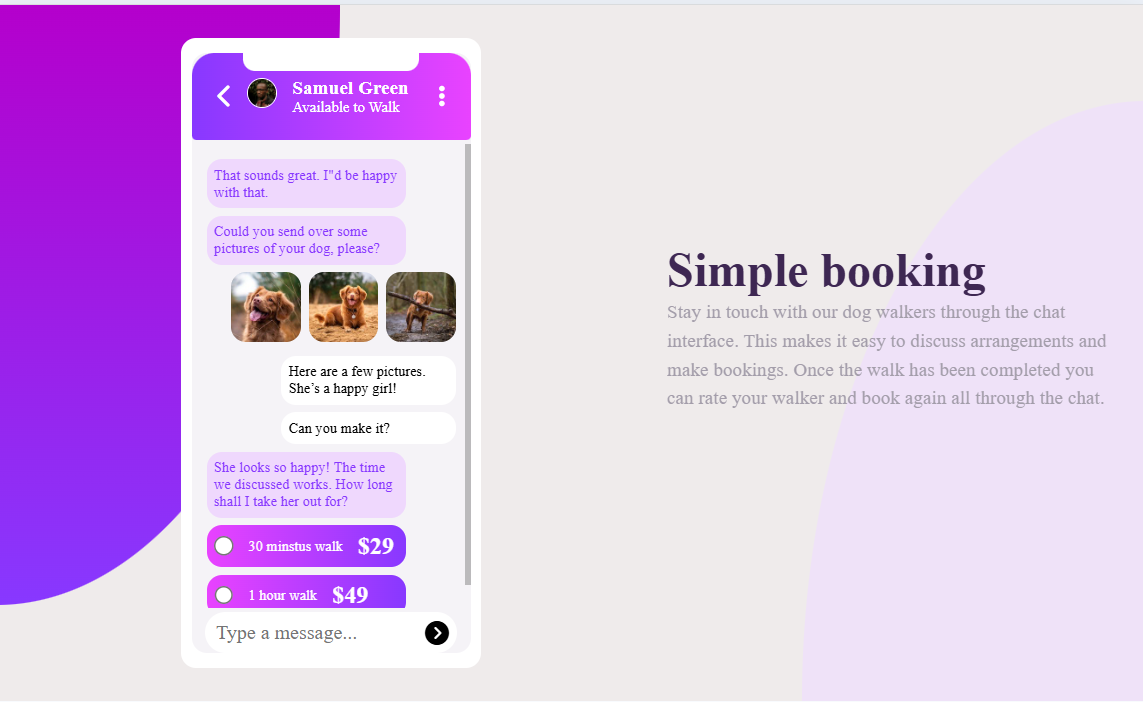 Samuel Green
Available to Walk
That sounds great. I"d be happy
with that.
Could you send over some
pictures of your dog, please?
Here are a few pictures.
She’s a happy girl!
Can you make it?
She looks so happy! The time
we discussed works. How long
shall I take her out for?
30 minstus walk $29
1 hour walk $49
Type a message...
Simple booking
Stay in touch with our dog walkers through the chat
interface. This makes it easy to discuss arrangements and
make bookings. Once the walk has been completed you
can rate your walker and book again all through the chat.